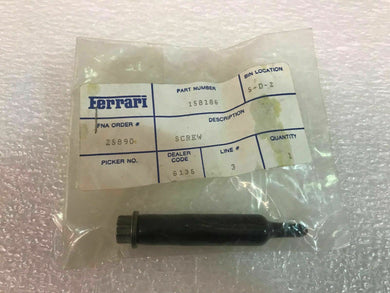 Ferrari
PART NUMBER
158186
BIN LOCATION
5-D-2
FNA ORDER #
25890
DESCRIPTION
SCREW
PICKER NO.
DEALER CODE
6135
LINE #
3
QUANTITY
1